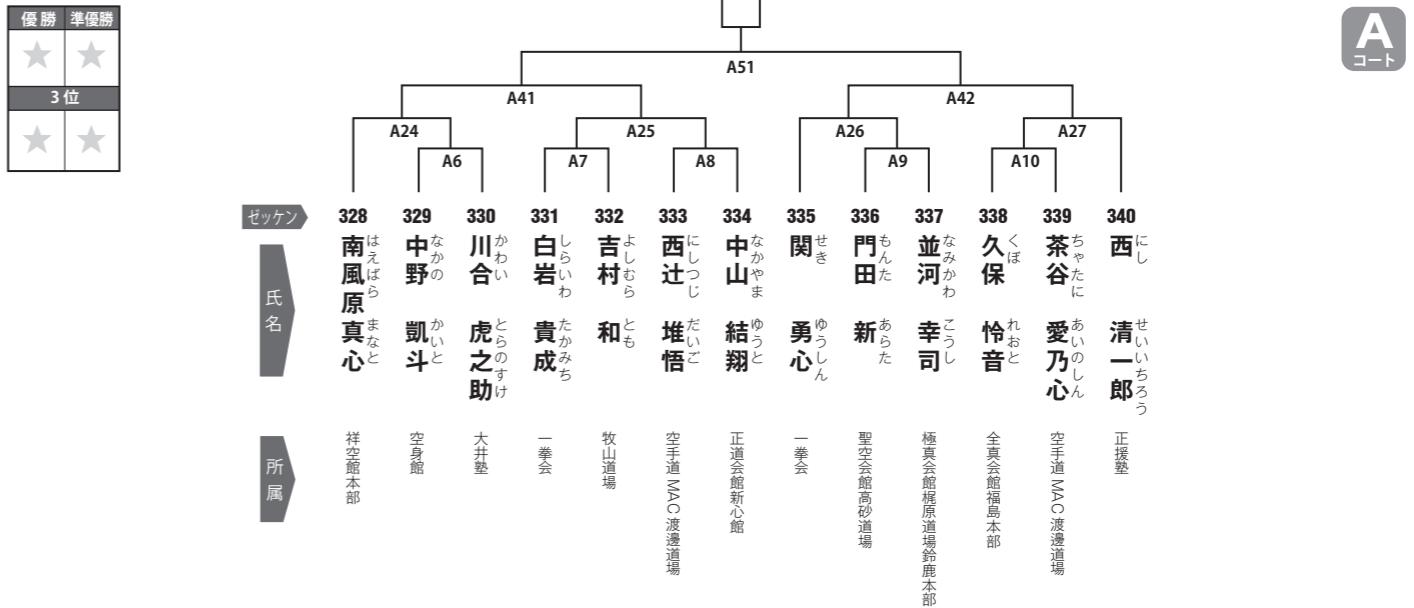 優勝 準優勝
3位
A
コート
A51
A41 A42
A24 A25 A26 A27
A6 A7 A8 A9 A10
ゼッケン 328 329 330 331 332 333 334 335 336 337 338 339 340
氏名
南風原 真心
はえばら まなと
中野 凱斗
なかの かいと
川合 虎之助
かわい とらのすけ
白岩 貴成
しらいわ たかみち
吉村 和
よしむら とも
西辻 堆悟
にしつじ だいご
中山 結翔
なかやま ゆうと
関 勇心
せき ゆうしん
門田 新
もんた あらた
並河 幸司
なみかわ こうし
久保 怜音
くぼ れおと
茶谷 愛乃心
ちゃたに あいのしん
西 清一郎
にし せいいちろう
所属
祥空館本部
空身館
大井塾
一拳会
牧山道場
空手道 MAC 渡邊道場
正道会館新心館
一拳会
聖空会館高砂道場
極真会館梶原道場鈴鹿本部
全真会館福島本部
空手道 MAC 渡邊道場
正援塾